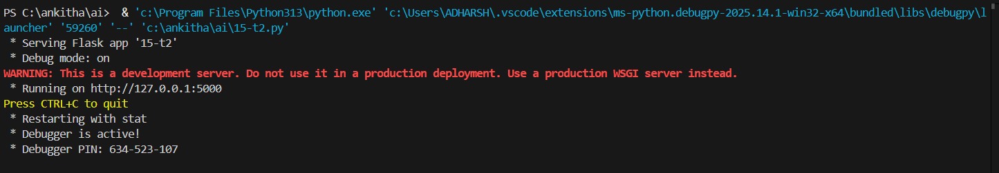 PS C:\ankitha\ai>  & 'c:\Program Files\Python313\python.exe' 'c:\Users\ADHARSH\.vscode\extensions\ms-python.debugpy-2025.14.1-win32-x64\bundled\libs\debugpy\l
auncher' '59260' '--' 'c:\ankitha\ai\15-t2.py'
 * Serving Flask app '15-t2'
 * Debug mode: on
WARNING: This is a development server. Do not use it in a production deployment. Use a production WSGI server instead.
 * Running on http://127.0.0.1:5000
Press CTRL+C to quit
 * Restarting with stat
 * Debugger is active!
 * Debugger PIN: 634-523-107